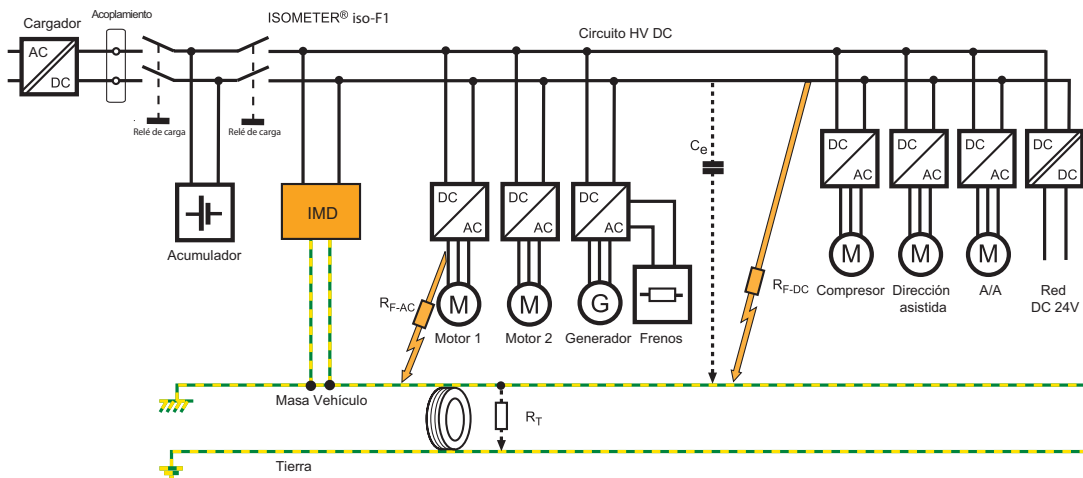 Cargador
Acoplamiento
ISOMETER® iso-F1
Circuito HV DC
AC
DC
Relé de carga
Relé de carga
Acumulador
IMD
DC
AC
DC
AC
DC
AC
M
M
G
Motor 1
Motor 2
Generador
Frenos
RF-AC
Ce
RF-DC
DC
AC
DC
AC
DC
AC
DC
DC
M
M
M
Compresor
Dirección
asistida
A/A
Red
DC 24V
Masa Vehículo
RT
Tierra